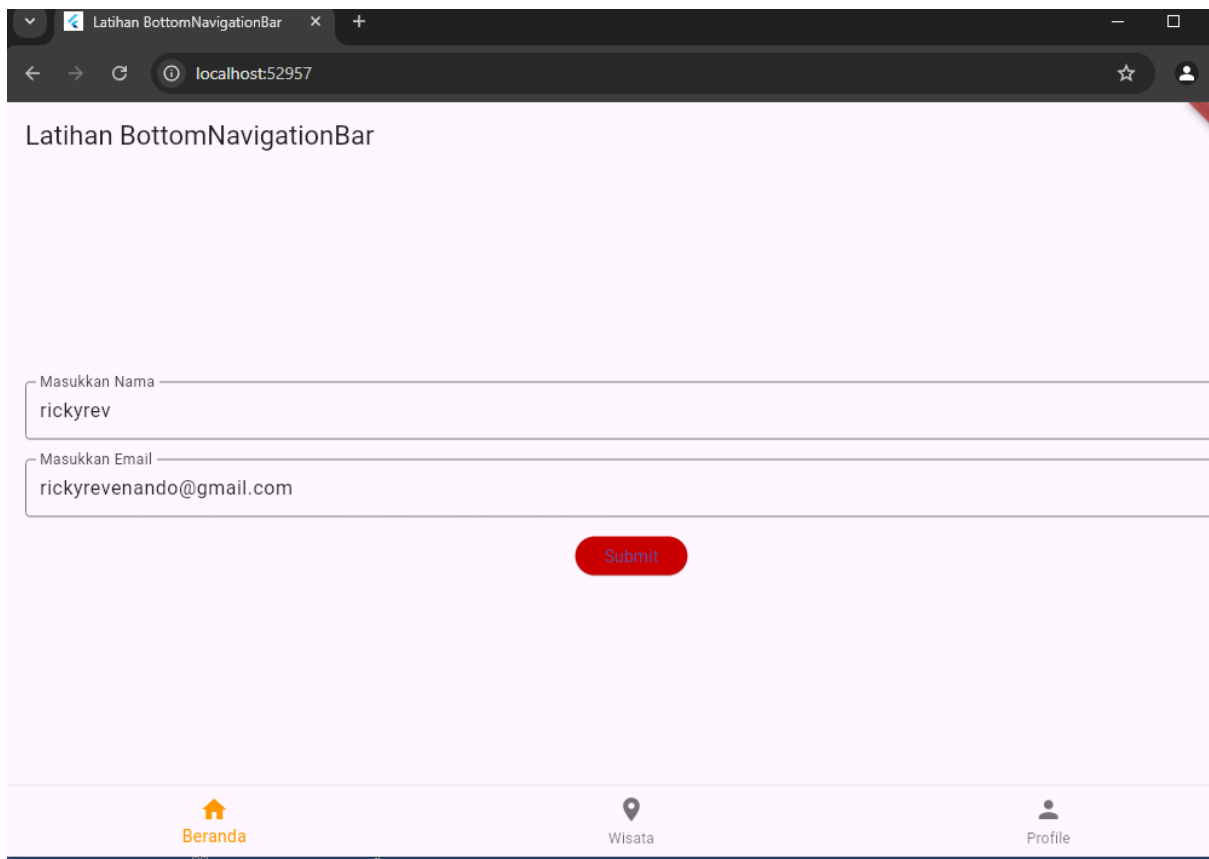 Latihan BottomNavigationBar
localhost:52957
Latihan BottomNavigationBar
Masukkan Nama
rickyrev
Masukkan Email
rickyrevenando@gmail.com
Submit
Beranda Wisata Profile